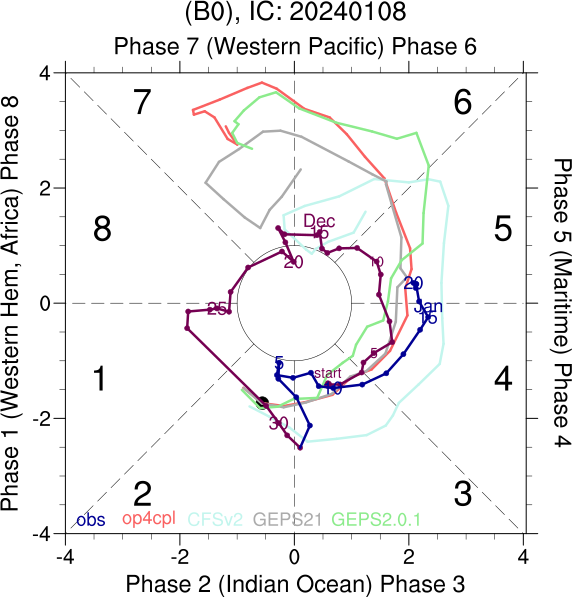 (B0), IC: 20240108
Phase 7 (Western Pacific) Phase 6
4
7
6
Phase 1 (Western Hem, Africa) Phase 8
Phase 5 (Maritime) Phase 4
2
8
Dec
15
5
20
10
20
0
25
Jan
15
5
5
start
1
10
4
-2
30
2
3
obs op4cpl CFSv2 GEPS21 GEPS2.0.1
-4
-4 -2 0 2 4
Phase 2 (Indian Ocean) Phase 3